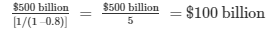 $500 billion / [1/(1–0.8)] = $500 billion / 5 = $100 billion